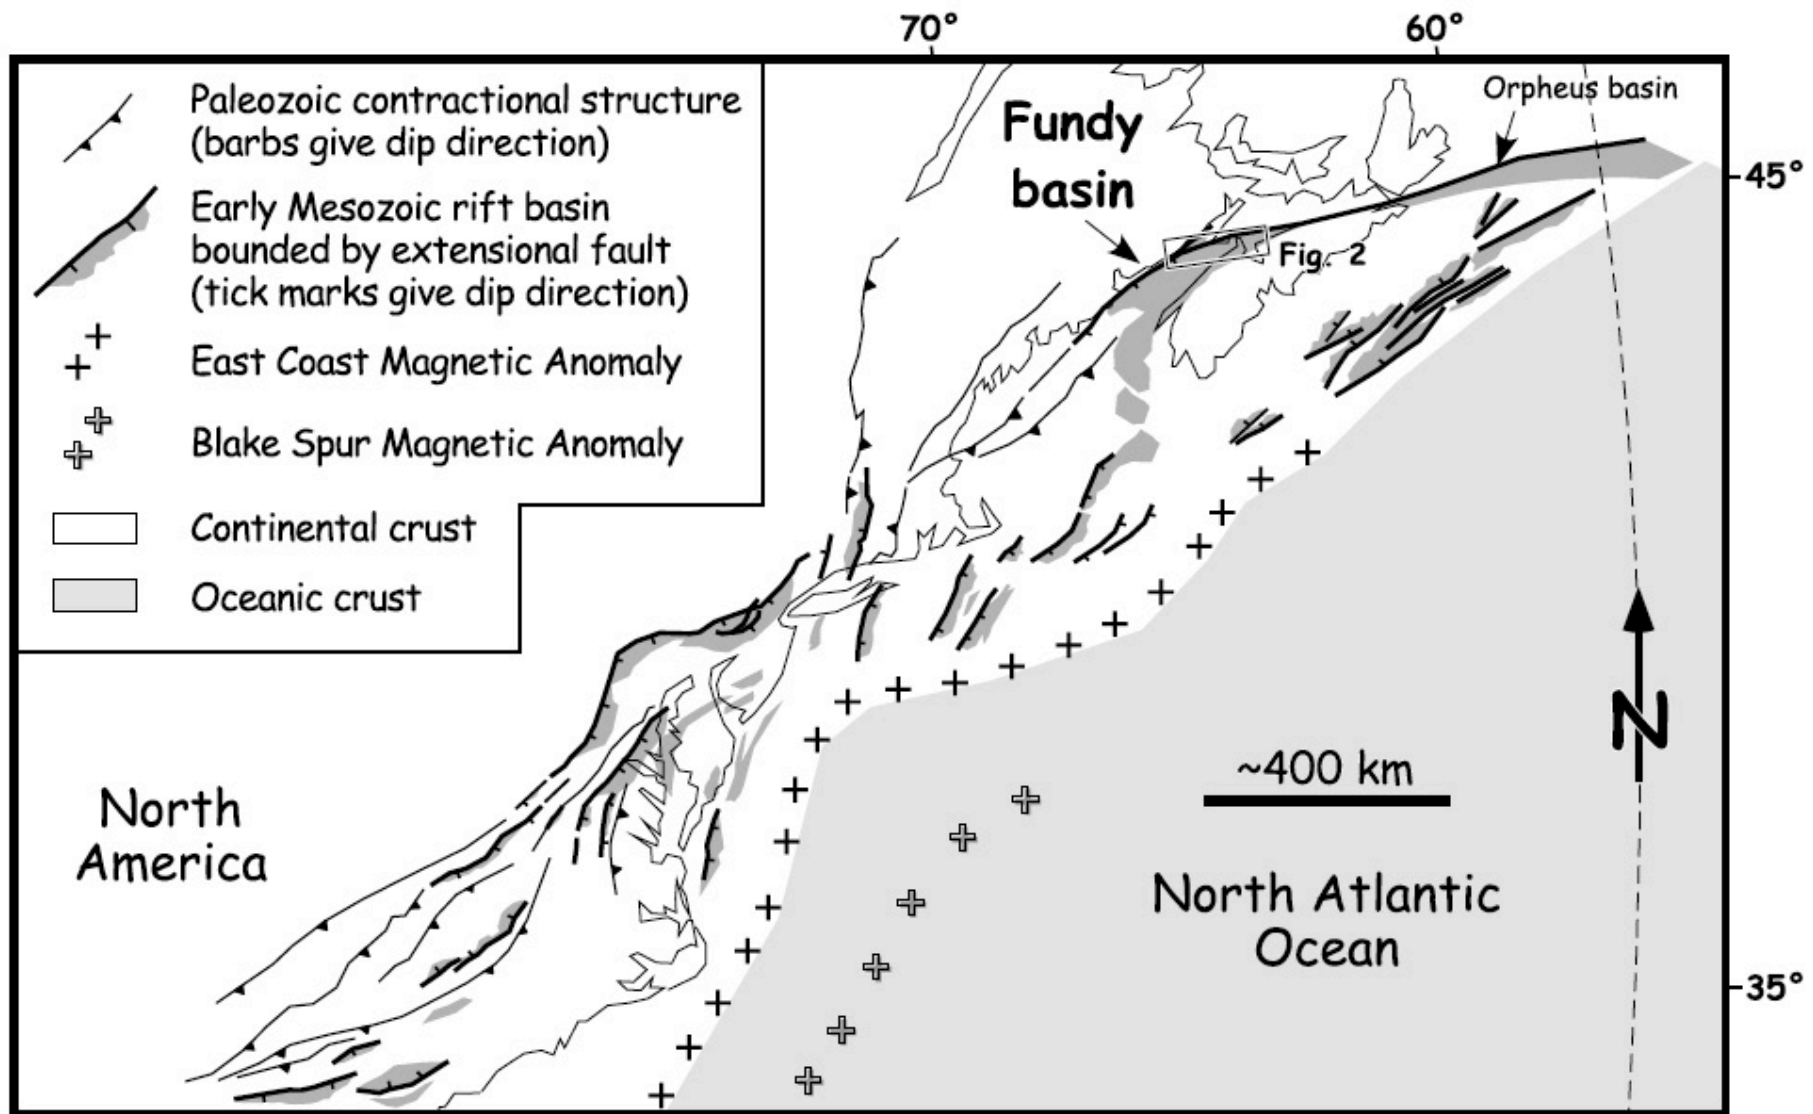 70° 60°
Paleozoic contractional structure
(barbs give dip direction)
Early Mesozoic rift basin
bounded by extensional fault
(tick marks give dip direction)
East Coast Magnetic Anomaly
Blake Spur Magnetic Anomaly
Continental crust
Oceanic crust
Orpheus basin
Fundy
basin
45°
Fig. 2
N
~400 km
North
America
North Atlantic
Ocean
35°